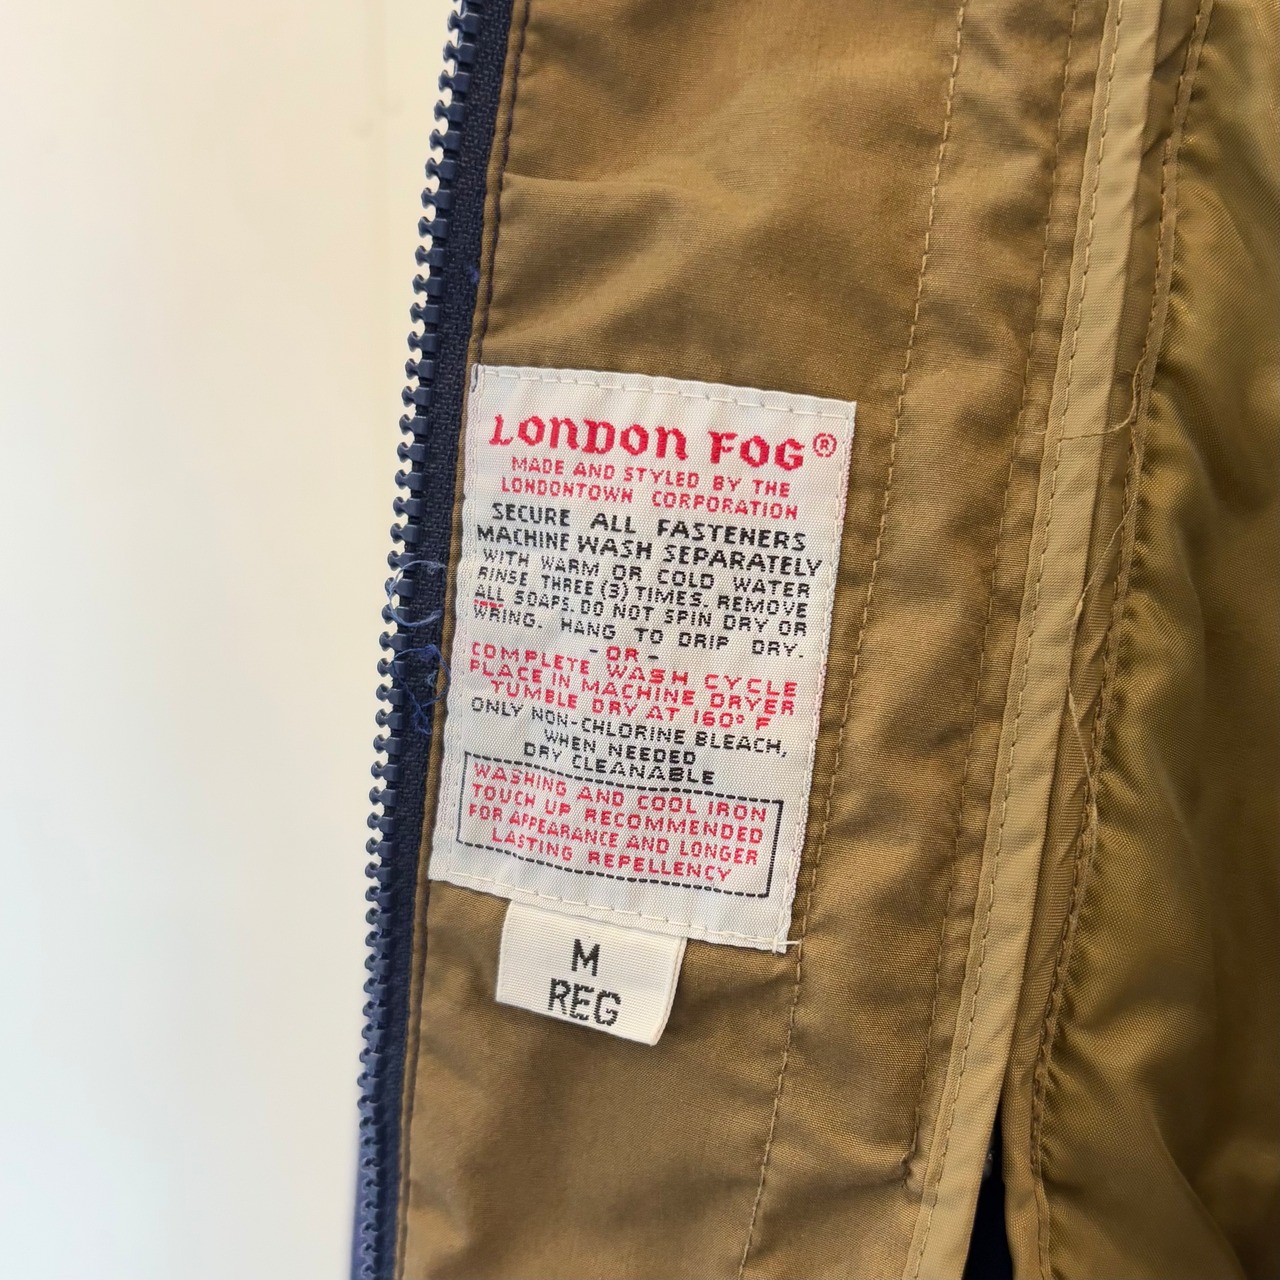 LONDON FOG®
MADE AND STYLED BY THE
LONDONTOWN CORPORATION
SECURE ALL FASTENERS
MACHINE WASH SEPARATELY
WITH WARM OR COLD WATER
RINSE THREE (3) TIMES. REMOVE
ALL SOAPS. DO NOT SPIN DRY OR
WRING. HANG TO DRIP DRY.
- OR -
COMPLETE WASH CYCLE
PLACE IN MACHINE DRYER
TUMBLE DRY AT 160° F
ONLY NON-CHLORINE BLEACH,
WHEN NEEDED
DRY CLEANABLE
WASHING AND COOL IRON
TOUCH UP RECOMMENDED
FOR APPEARANCE AND LONGER
LASTING REPELLENCY
M
REG